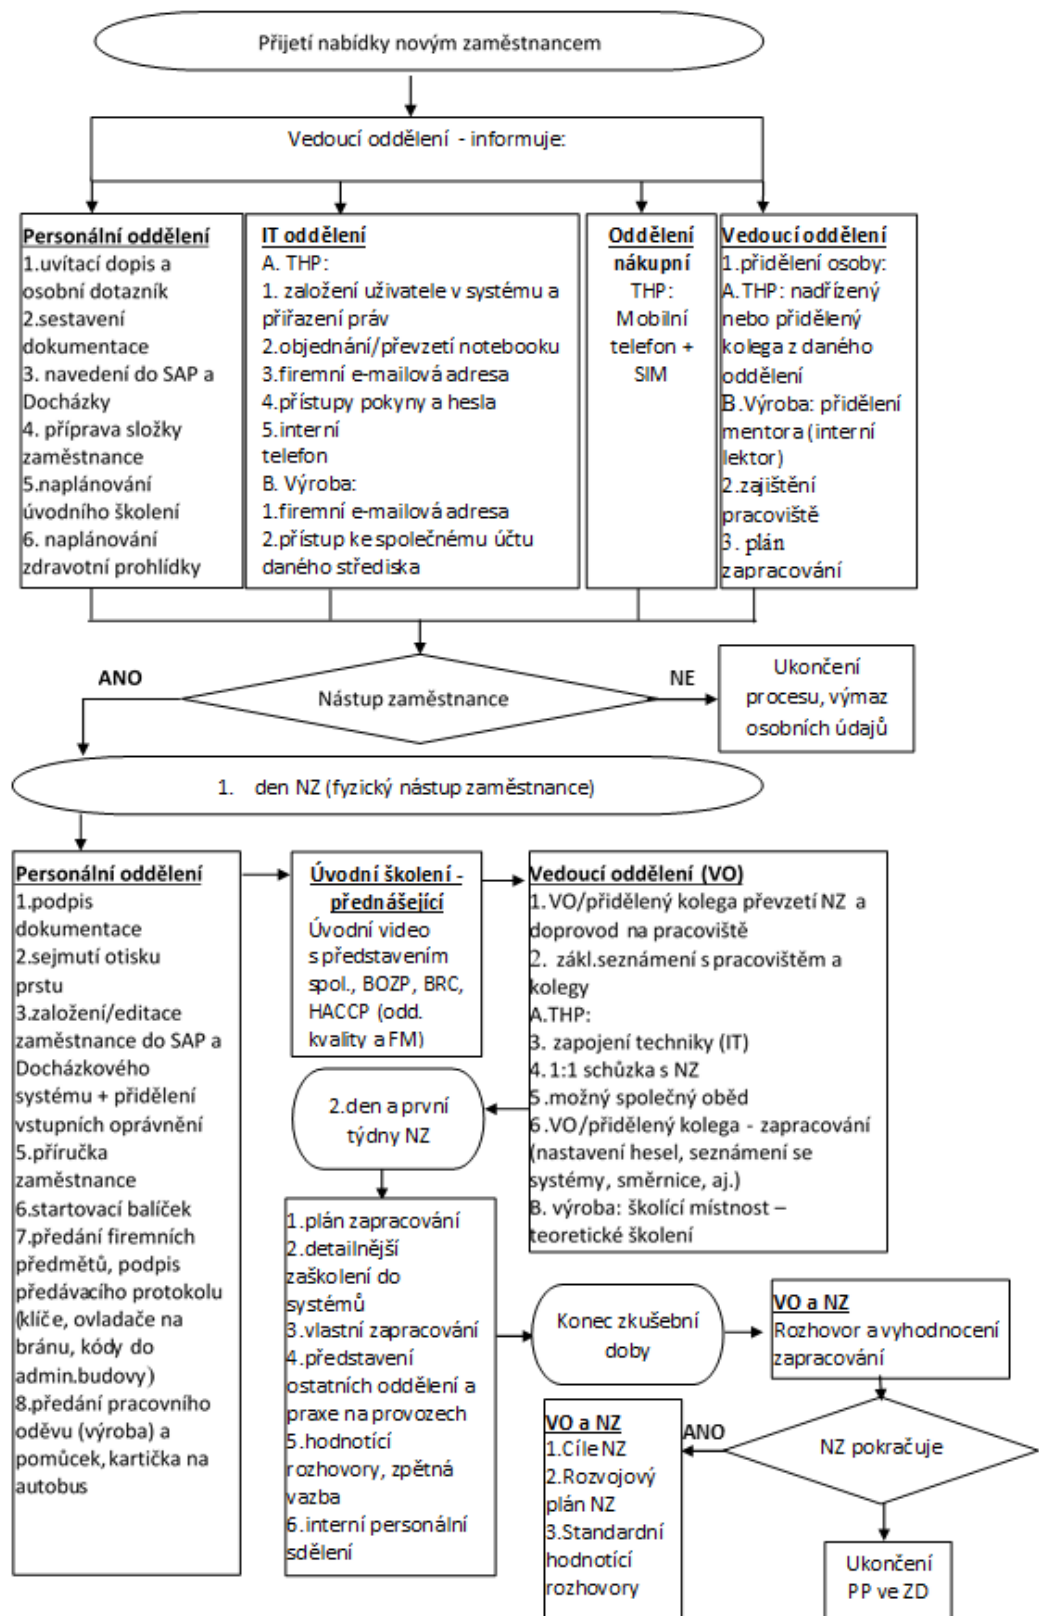 Přijetí nabídky novým zaměstnancem
Vedoucí oddělení - informuje:
Personální oddělení
1.uvítací dopis a
osobní dotazník
2.sestavení
dokumentace
3. navedení do SAP a
Docházky
4. příprava složky
zaměstnance
5.naplánování
úvodního školení
6. naplánování
zdravotní prohlídky
IT oddělení
A. THP:
1. založení uživatele v systému a
přiřazení práv
2.objednání/převzetí notebooku
3.firemní e-mailová adresa
4.přístupy pokyny a hesla
5.interní
telefon
B. Výroba:
1.firemní e-mailová adresa
2.přístup ke společnému účtu
daného střediska
Oddělení
nákupní
THP:
Mobilní
telefon +
SIM
Vedoucí oddělení
1.přidělení osoby:
A.THP: nadřízený
nebo přidělený
kolega z daného
oddělení
B.Výroba: přidělení
mentora (interní
lektor)
2.zajištění
pracoviště
3. plán
zapracování
ANO
Nástup zaměstnance
NE
Ukončení
procesu, výmaz
osobních údajů
1. den NZ (fyzický nástup zaměstnance)
Personální oddělení
1.podpis
dokumentace
2.sejmutí otisku
prstu
3.založení/editace
zaměstnance do SAP a
Docházkového
systému + přidělení
vstupních oprávnění
5.příručka
zaměstnance
6.startovací balíček
7.předání firemních
předmětů, podpis
předávacího protokolu
(klíče, ovladače na
bránu, kódy do
admin.budovy)
8.předání pracovního
oděvu (výroba) a
pomůcek, kartička na
autobus
Úvodní školení -
přednášející
Úvodní video
s představením
spol., BOZP, BRC,
HACCP (odd.
kvality a FM)
Vedoucí oddělení (VO)
1.VO/přidělený kolega převzetí NZ a
doprovod na pracoviště
2. zákl.seznámení s pracovištěm a
kolegy
A.THP:
3. zapojení techniky (IT)
4.1:1 schůzka s NZ
5.možný společný oběd
6.VO/přidělený kolega - zapracování
(nastavení hesel, seznámení se
systémy, směrnice, aj.)
B. výroba: školící místnost –
teoretické školení
2.den a první
týdny NZ
1.plán zapracování
2.detailnější
zaškolení do
systémů
3.vlastní zapracování
4.představení
ostatních oddělení a
praxe na provozech
5.hodnotící
rozhovory, zpětná
vazba
6.interní personální
sdělení
Konec zkušební
doby
VO a NZ
Rozhovor a vyhodnocení
zapracování
NZ pokračuje
ANO
VO a NZ
1.Cíle NZ
2.Rozvojový
plán NZ
3.Standardní
hodnotící
rozhovory
Ukončení
PP ve ZD